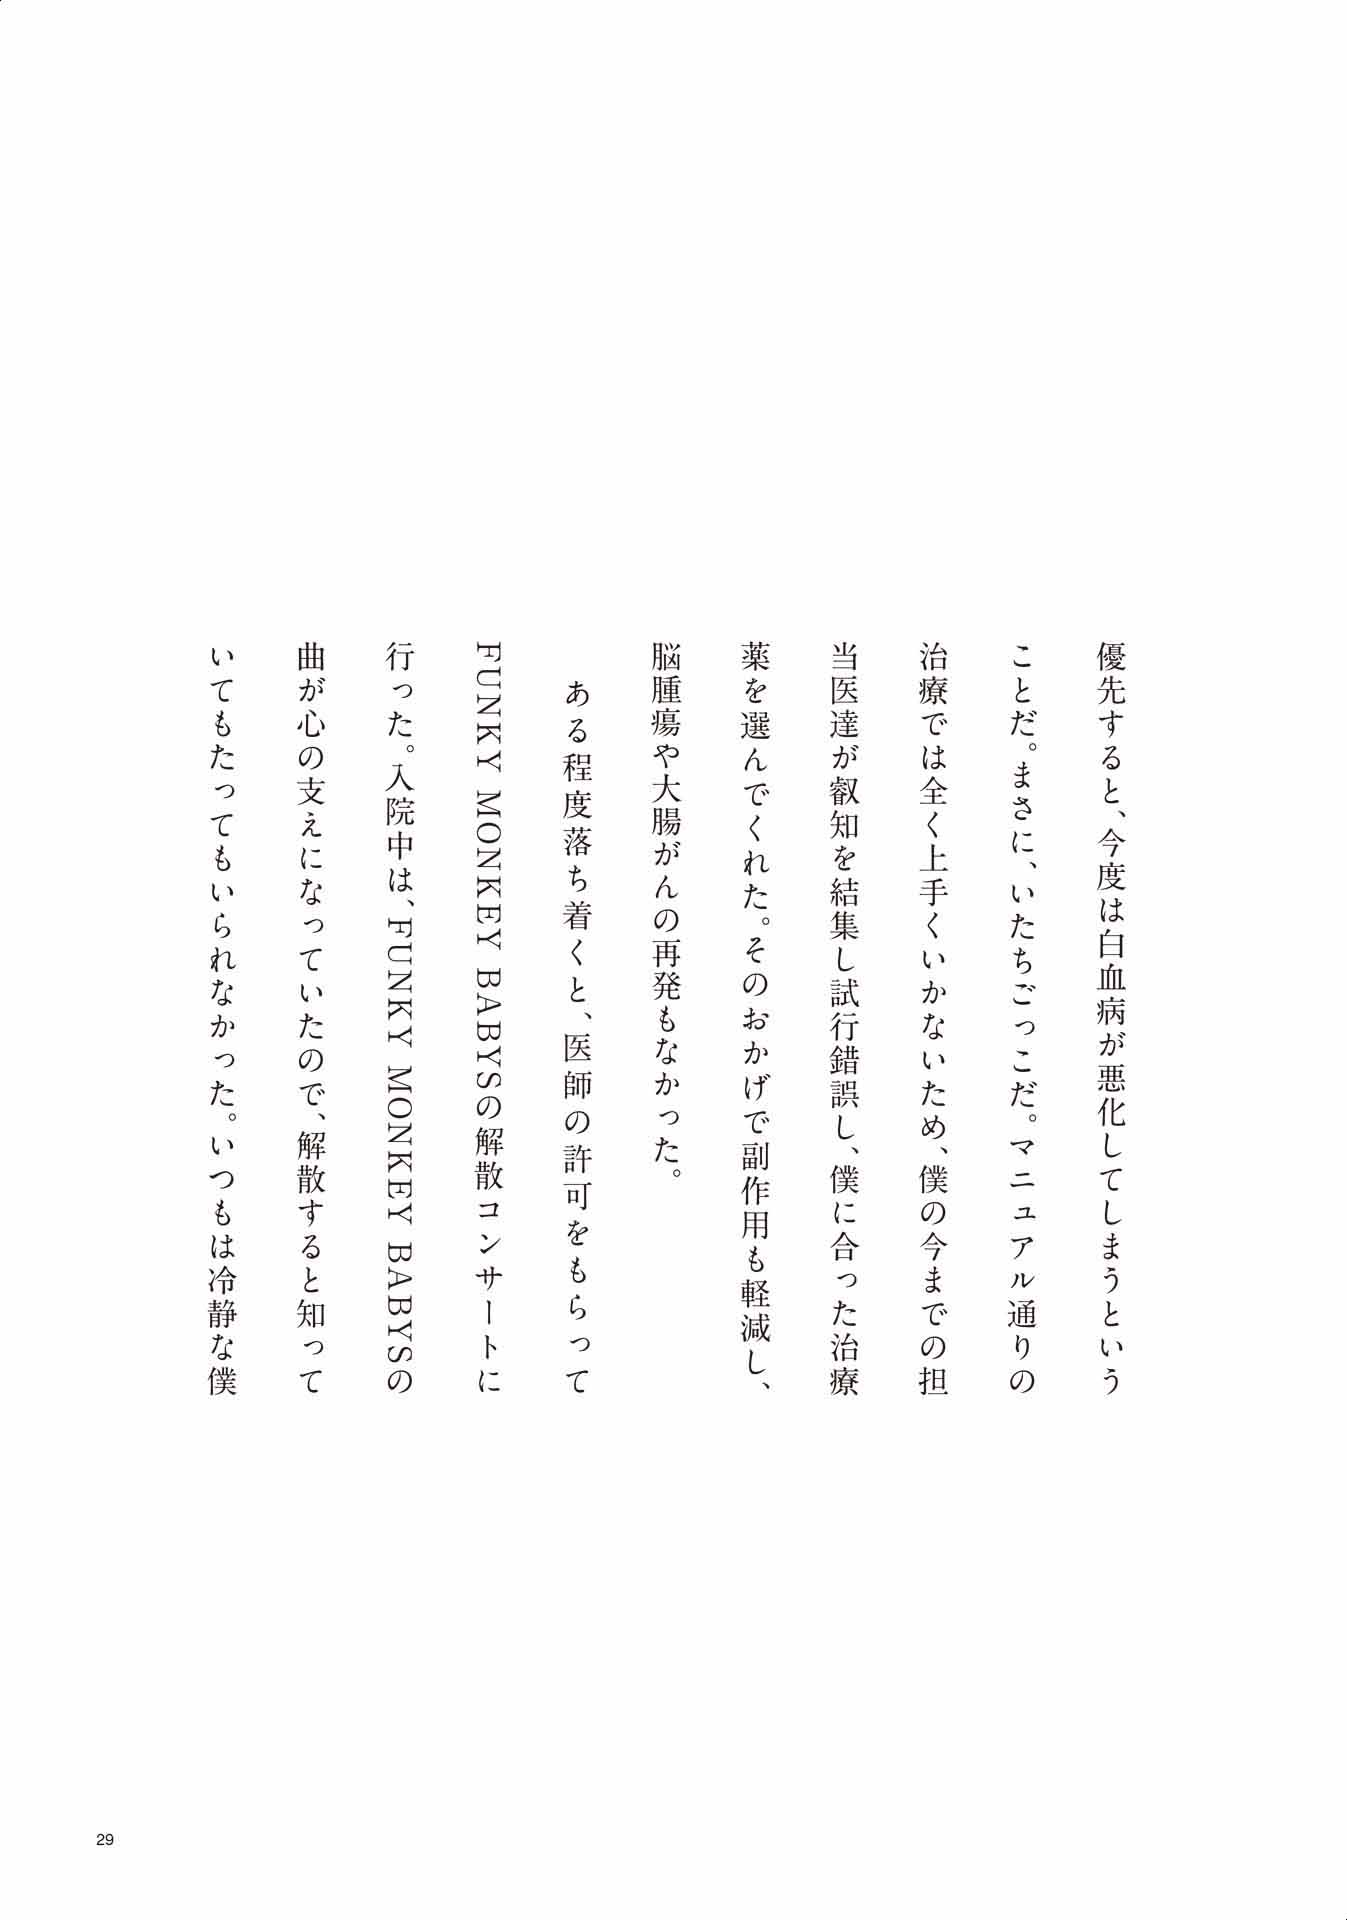 優先すると、今度は白血病が悪化してしまうという
ことだ。まさに、いたちごっこだ。マニュアル通りの
治療では全く上手くいかないため、僕の今までの担
当医達が叡知を結集し試行錯誤し、僕に合った治療
薬を選んでくれた。そのおかげで副作用も軽減し、
脳腫瘍や大腸がんの再発もなかった。
　ある程度落ち着くと、医師の許可をもらって
FUNKY MONKEY BABYSの解散コンサートに
行った。入院中は、FUNKY MONKEY BABYSの
曲が心の支えになっていたので、解散すると知って
いてもたってもいられなかった。いつもは冷静な僕
29